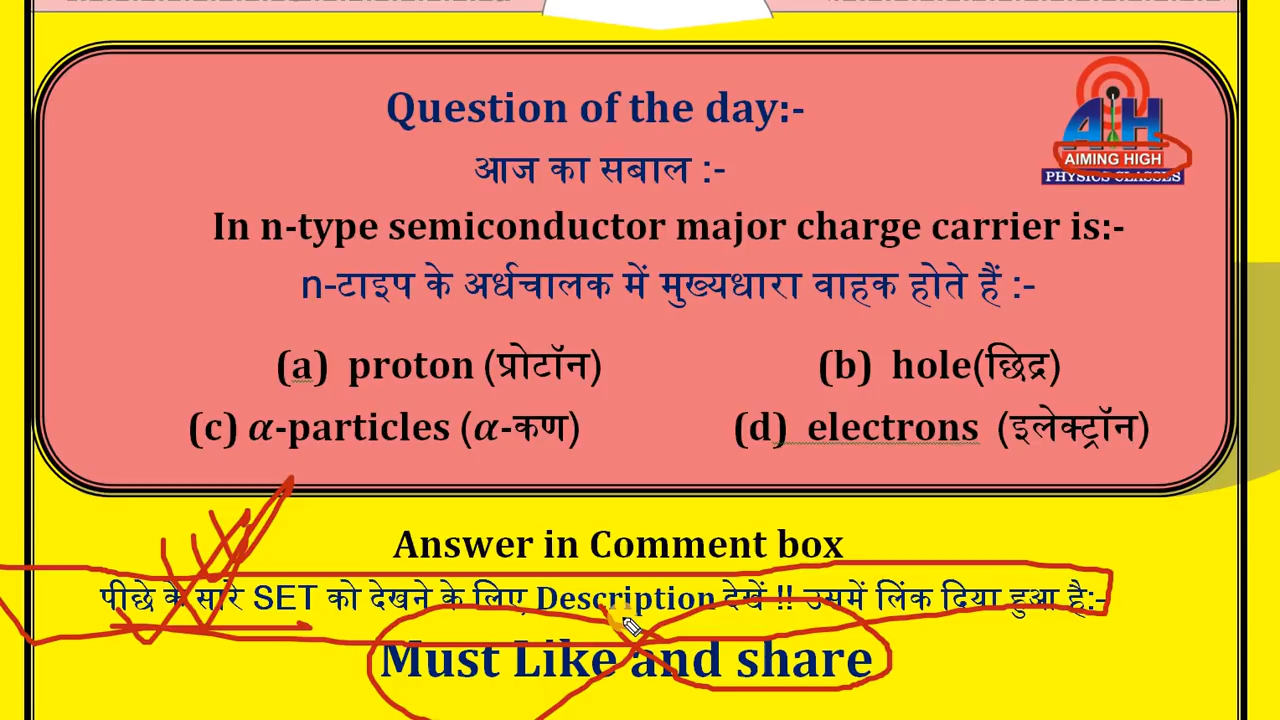 Question of the day:-
आज का सबाल :-
AH
AIMING HIGH
PHYSICS CLASSES
In n-type semiconductor major charge carrier is:-
n-टाइप के अर्धचालक में मुख्यधारा वाहक होते हैं :-
(a) proton (प्रोटॉन) (b) hole(छिद्र)
(c) α-particles (α-कण) (d) electrons (इलेक्ट्रॉन)
Answer in Comment box
पीछे के सारे SET को देखने के लिए Description देखें !! उसमें लिंक दिया हुआ है:-
Must Like and share